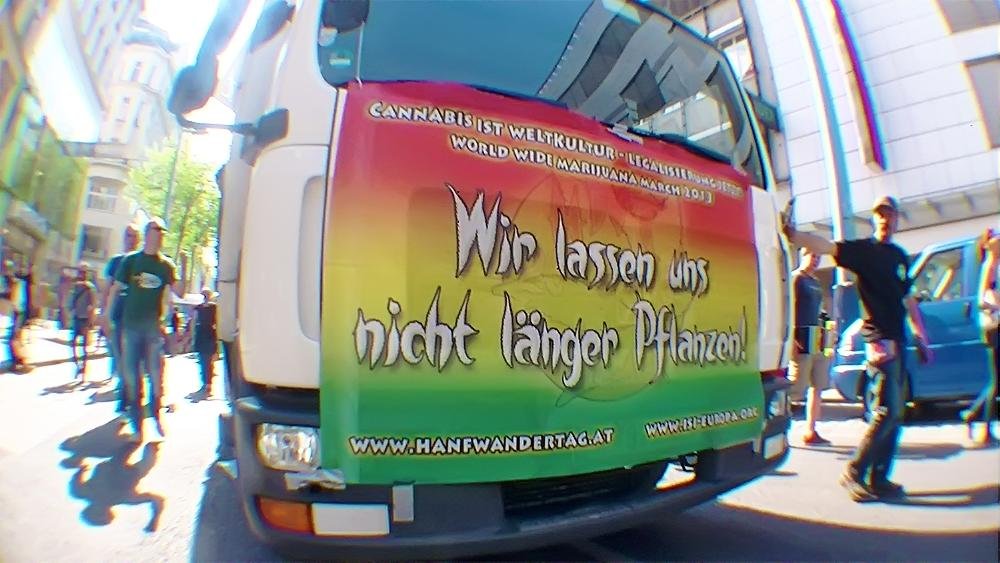 Cannabis ist Weltkultur - Legalisierung jetzt!
World Wide Marijuana March 2013
Wir lassen uns
nicht länger Pflanzen!
www.hanfwandertag.at
www.isi-europa.org